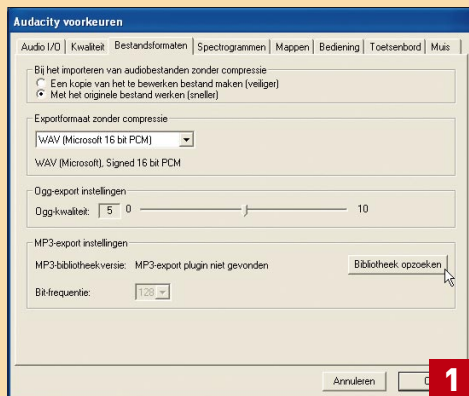 Audacity voorkeuren
Audio I/O Kwaliteit Bestandsformaten Spectrogrammen Mappen Bediening Toetsenbord Muis
Bij het importeren van audiobestanden zonder compressie
Een kopie van het te bewerken bestand maken (veiliger)
Met het originele bestand werken (sneller)
Exportformaat zonder compressie
WAV (Microsoft 16 bit PCM)
WAV (Microsoft), Signed 16 bit PCM
Ogg-export instellingen
Ogg-kwaliteit: 5 0 10
MP3-export instellingen
MP3-bibliotheekversie: MP3-export plugin niet gevonden Bibliotheek opzoeken
Bit-frequentie: 128
Annuleren
1